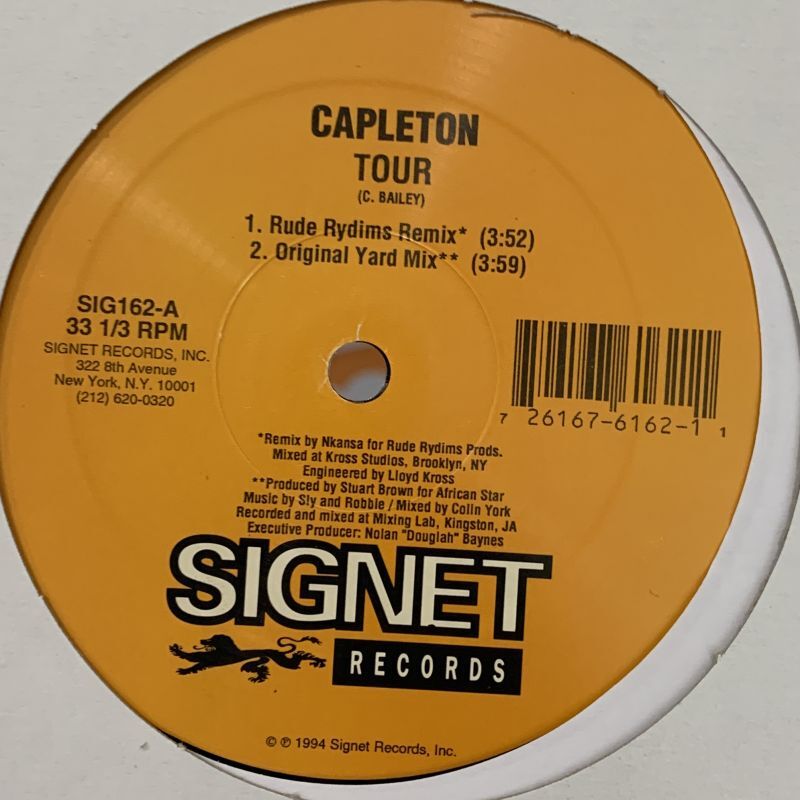 CAPLETON
TOUR
(C. BAILEY)
1. Rude Rydims Remix* (3:52)
2. Original Yard Mix** (3:59)
SIG162-A
33 1/3 RPM
SIGNET RECORDS, INC.
322 8th Avenue
New York, N.Y. 10001
(212) 620-0320
7 26167-6162-1 1
*Remix by Nkansa for Rude Rydims Prods.
Mixed at Kross Studios, Brooklyn, NY
Engineered by Lloyd Kross
**Produced by Stuart Brown for African Star
Music by Sly and Robbie / Mixed by Colin York
Recorded and mixed at Mixing Lab, Kingston, JA
Executive Producer: Nolan "Douglah" Baynes
SIGNET
RECORDS
© ℗ 1994 Signet Records, Inc.